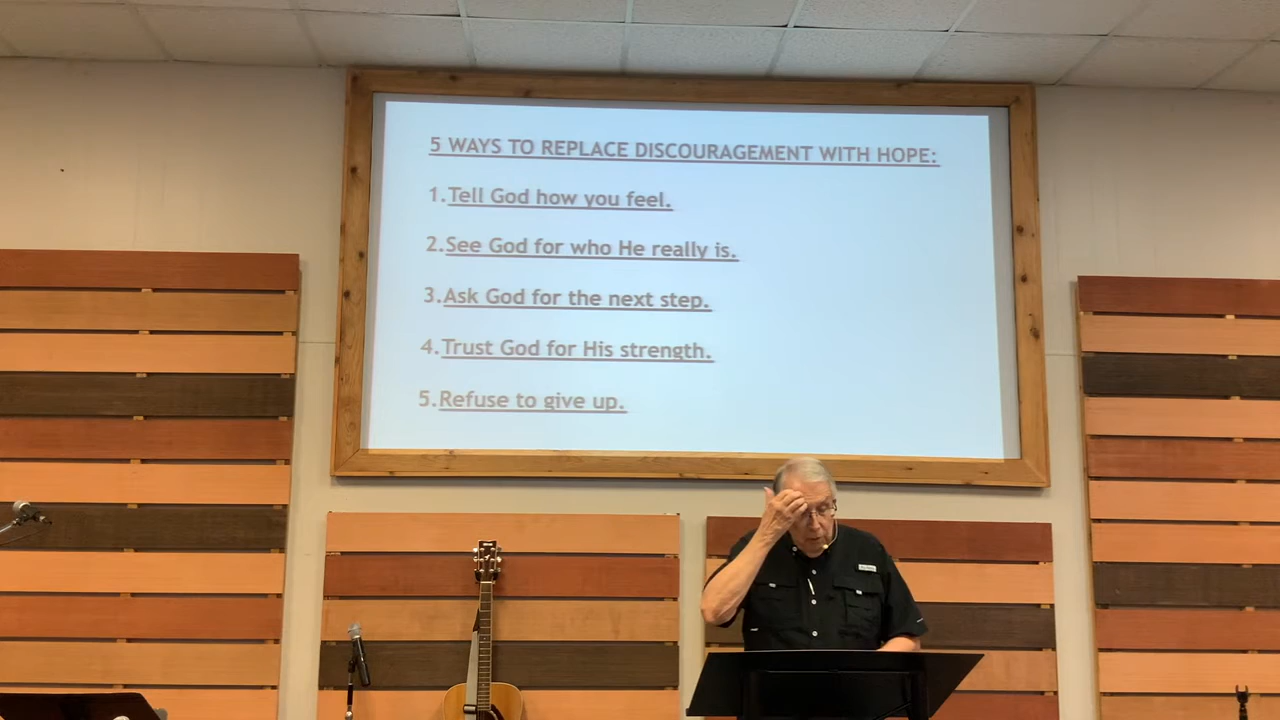 5 WAYS TO REPLACE DISCOURAGEMENT WITH HOPE:
1.Tell God how you feel.
2.See God for who He really is.
3.Ask God for the next step.
4.Trust God for His strength.
5.Refuse to give up.